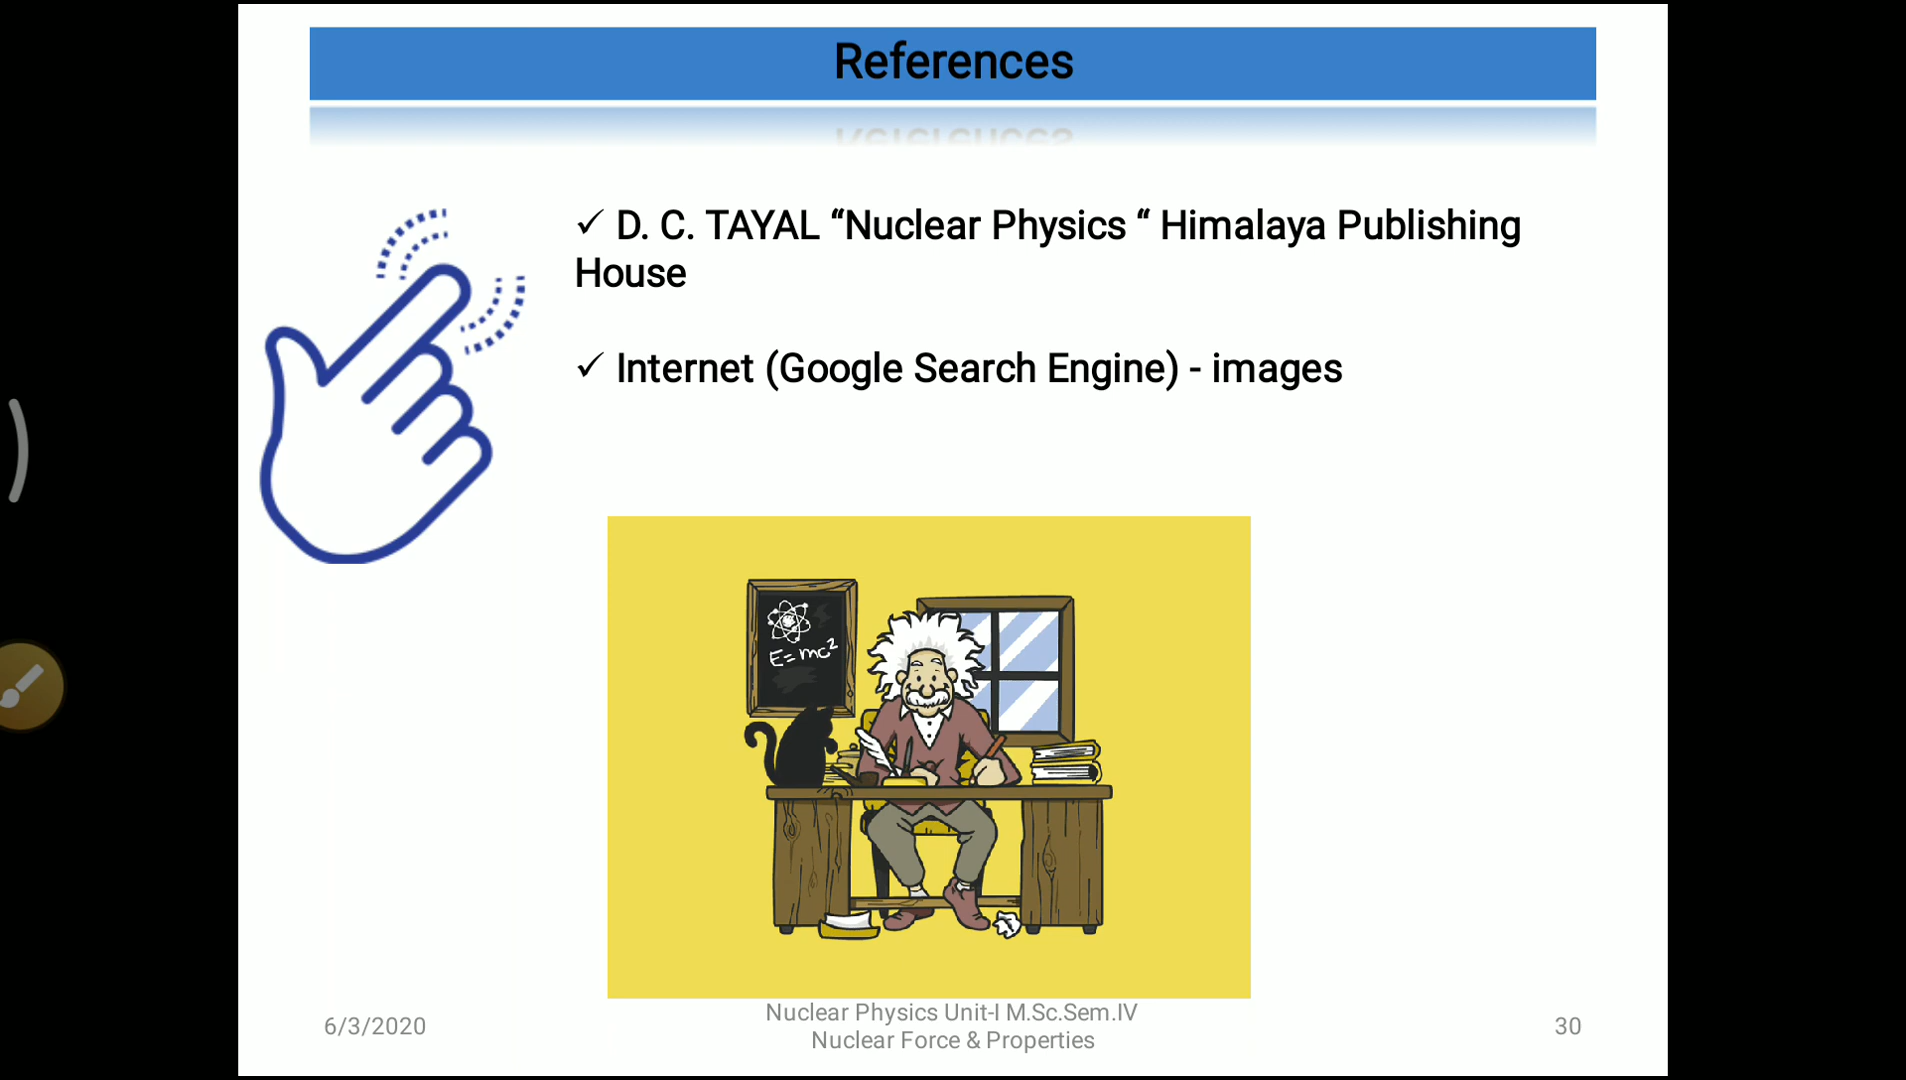 References
✓ D. C. TAYAL “Nuclear Physics “ Himalaya Publishing
House
✓ Internet (Google Search Engine) - images
E=mc²
6/3/2020
Nuclear Physics Unit-I M.Sc.Sem.IV
Nuclear Force & Properties
30